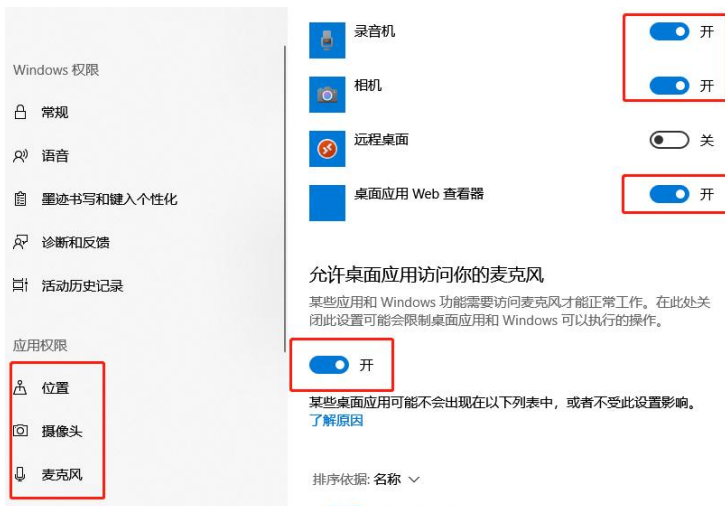 Windows 权限
常规
语音
墨迹书写和键入个性化
诊断和反馈
活动历史记录
应用权限
位置
摄像头
麦克风
录音机
开
相机
开
远程桌面
关
桌面应用 Web 查看器
开
允许桌面应用访问你的麦克风
某些应用和 Windows 功能需要访问麦克风才能正常工作。在此处关
闭此设置可能会限制桌面应用和 Windows 可以执行的操作。
开
某些桌面应用可能不会出现在以下列表中，或者不受此设置影响。
了解原因
排序依据: 名称